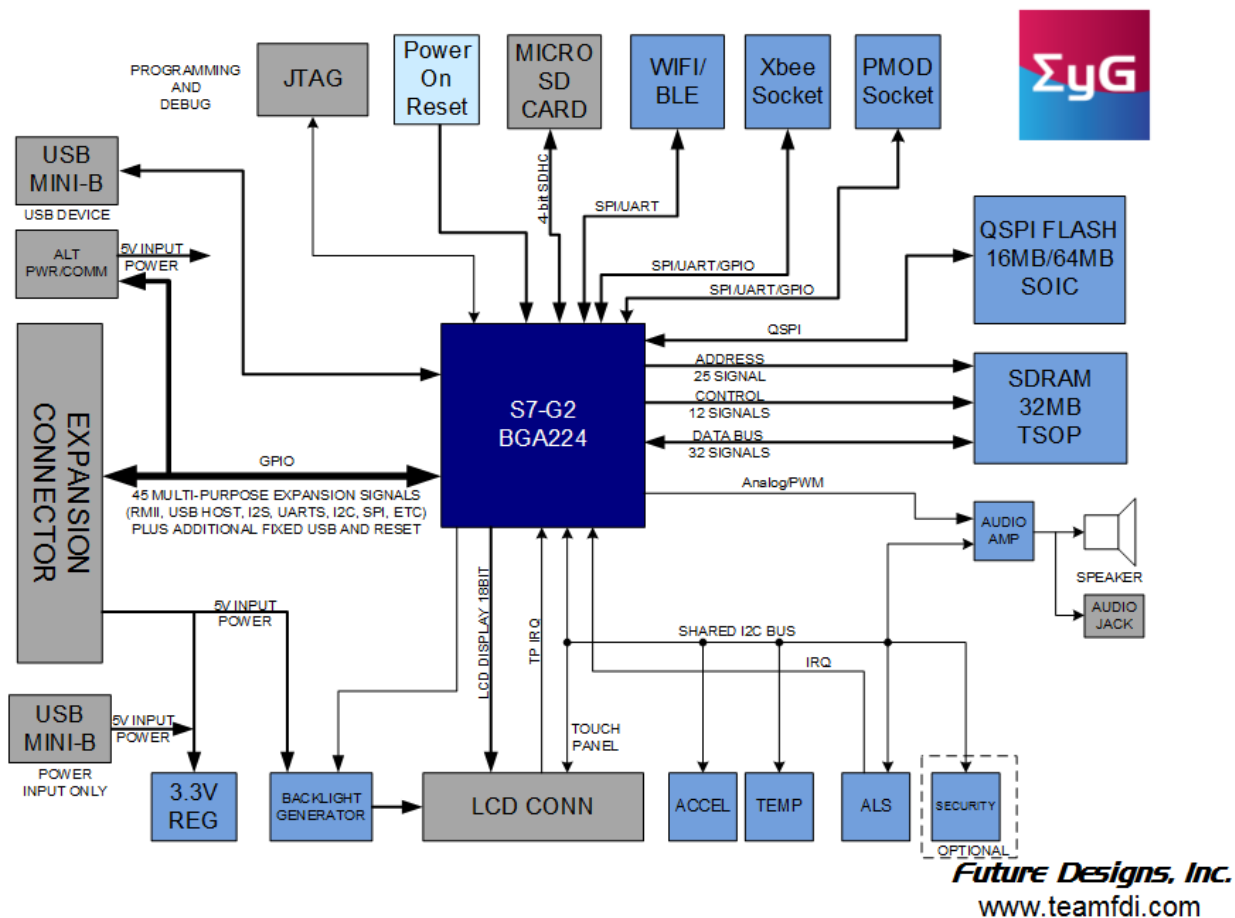 PROGRAMMING
AND
DEBUG
JTAG
Power
On
Reset
MICRO
SD
CARD
WIFI/
BLE
Xbee
Socket
PMOD
Socket
ΣyG
USB
MINI-B
USB DEVICE
ALT
PWR/COMM
5V INPUT
POWER
4-bit SDHC
SPI/UART
SPI/UART/GPIO
SPI/UART/GPIO
QSPI FLASH
16MB/64MB
SOIC
QSPI
EXPANSION
CONNECTOR
S7-G2
BGA224
ADDRESS
25 SIGNAL
CONTROL
12 SIGNALS
DATA BUS
32 SIGNALS
SDRAM
32MB
TSOP
GPIO
45 MULTI-PURPOSE EXPANSION SIGNALS
(RMII, USB HOST, I2S, UARTS, I2C, SPI, ETC)
PLUS ADDITIONAL FIXED USB AND RESET
Analog/PWM
AUDIO
AMP
SPEAKER
AUDIO
JACK
5V INPUT
POWER
LCD DISPLAY 18BIT
TP IRQ
SHARED I2C BUS
IRQ
USB
MINI-B
5V INPUT
POWER
POWER
INPUT ONLY
TOUCH
PANEL
3.3V
REG
BACKLIGHT
GENERATOR
LCD CONN
ACCEL
TEMP
ALS
SECURITY
OPTIONAL
Future Designs, Inc.
www.teamfdi.com